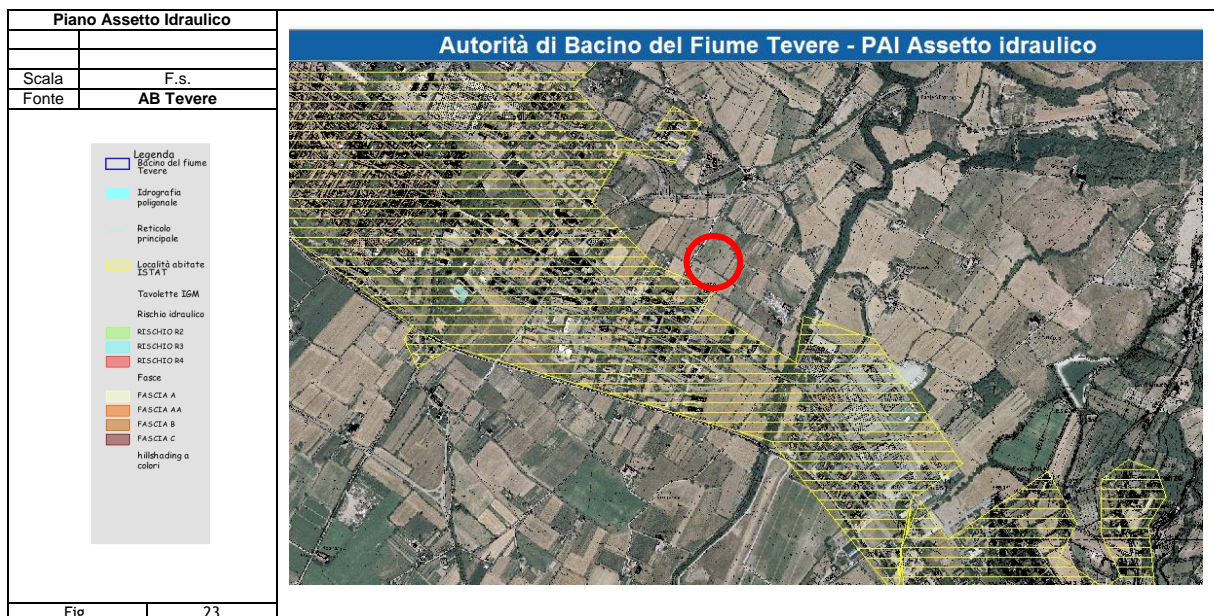 Piano Assetto Idraulico
Scala F.s.
Fonte AB Tevere
Legenda
Bacino del fiume
Tevere
Idrografia
poligonale
Reticolo
principale
Località abitate
ISTAT
Tavolette IGM
Rischio idraulico
RISCHIO R2
RISCHIO R3
RISCHIO R4
Fasce
FASCIA A
FASCIA AA
FASCIA B
FASCIA C
hillshading a
colori
Fig 23
Autorità di Bacino del Fiume Tevere - PAI Assetto idraulico